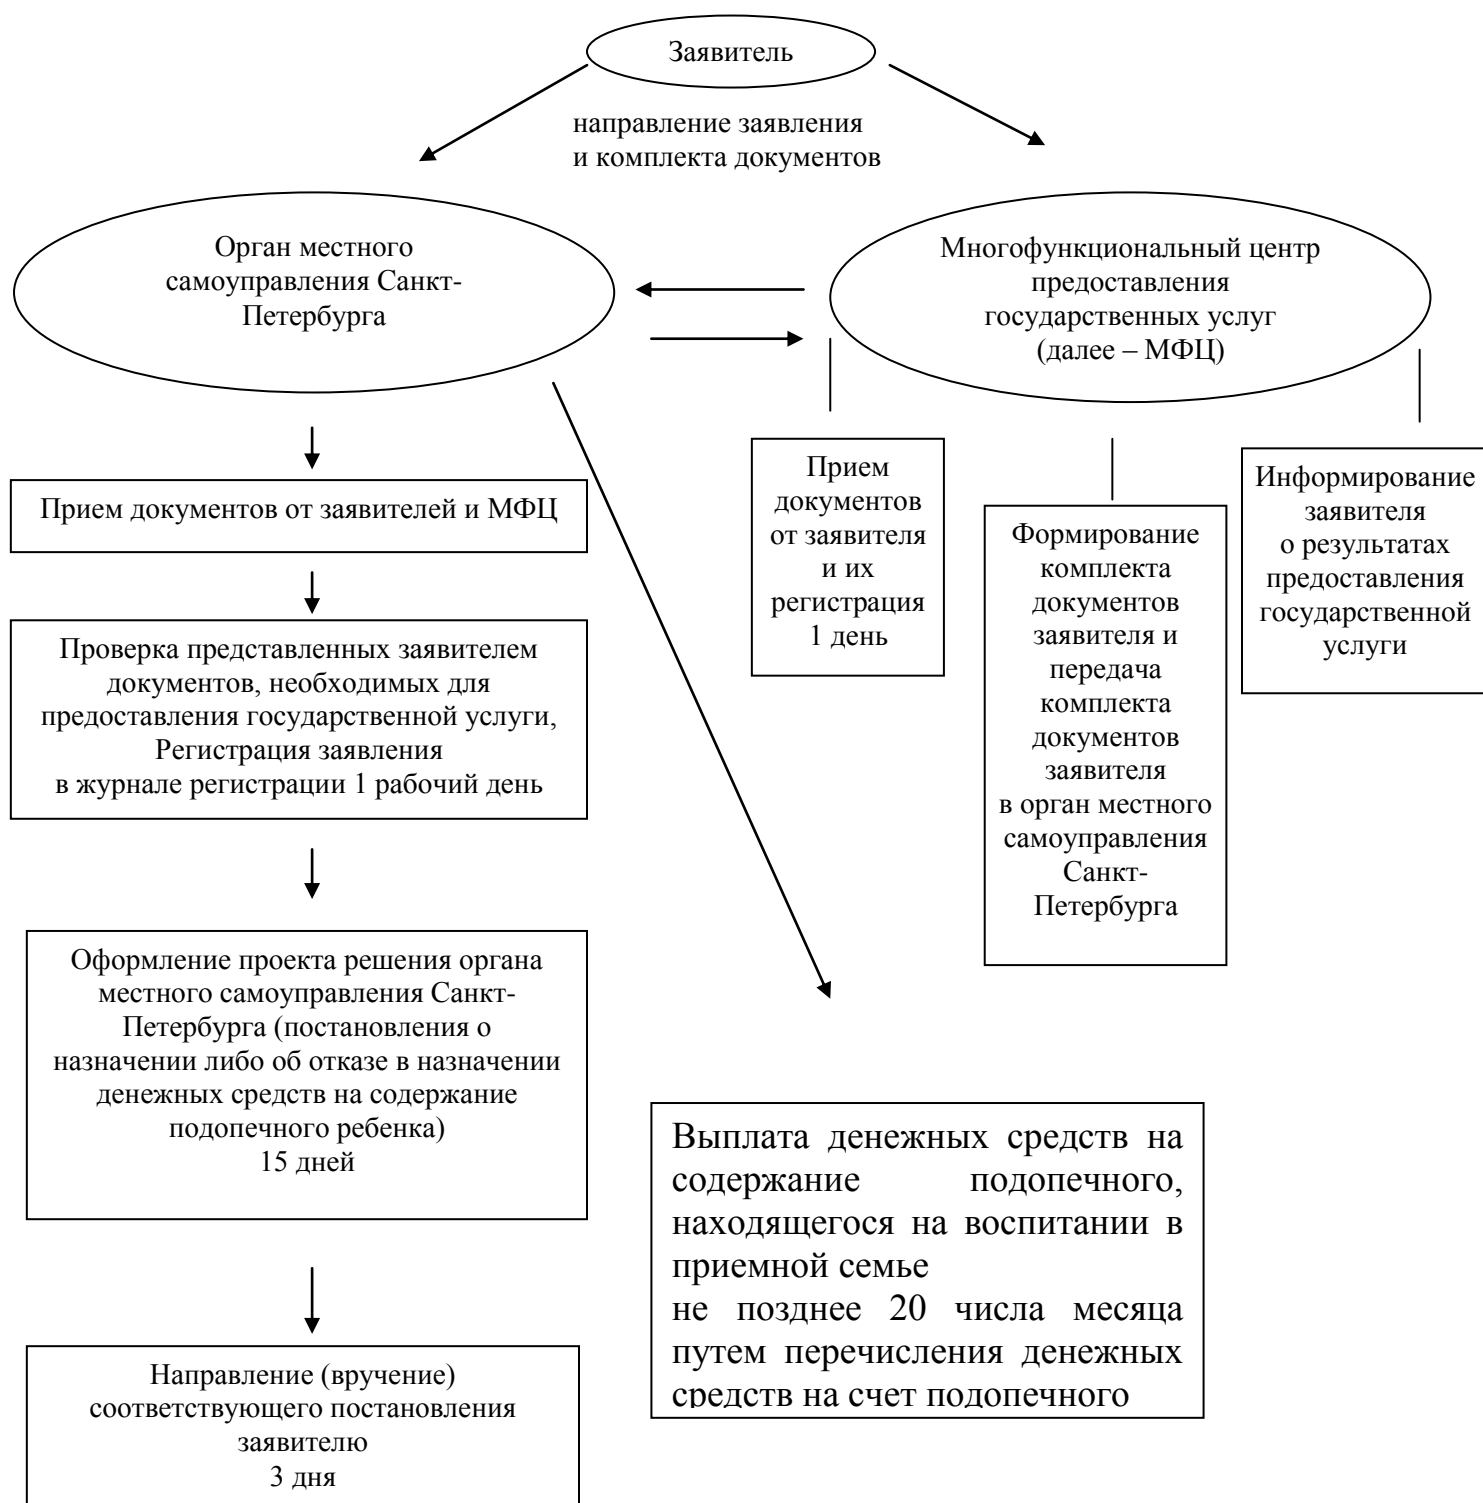 Заявитель
направление заявления
и комплекта документов
Орган местного
самоуправления Санкт-
Петербурга
Многофункциональный центр
предоставления
государственных услуг
(далее – МФЦ)
Прием документов от заявителей и МФЦ
Проверка представленных заявителем
документов, необходимых для
предоставления государственной услуги,
Регистрация заявления
в журнале регистрации 1 рабочий день
Оформление проекта решения органа
местного самоуправления Санкт-
Петербурга (постановления о
назначении либо об отказе в назначении
денежных средств на содержание
подопечного ребенка)
15 дней
Направление (вручение)
соответствующего постановления
заявителю
3 дня
Прием
документов
от заявителя
и их
регистрация
1 день
Формирование
комплекта
документов
заявителя и
передача
комплекта
документов
заявителя
в орган местного
самоуправления
Санкт-
Петербурга
Информирование
заявителя
о результатах
предоставления
государственной
услуги
Выплата денежных средств на
содержание подопечного,
находящегося на воспитании в
приемной семье
не позднее 20 числа месяца
путем перечисления денежных
средств на счет подопечного